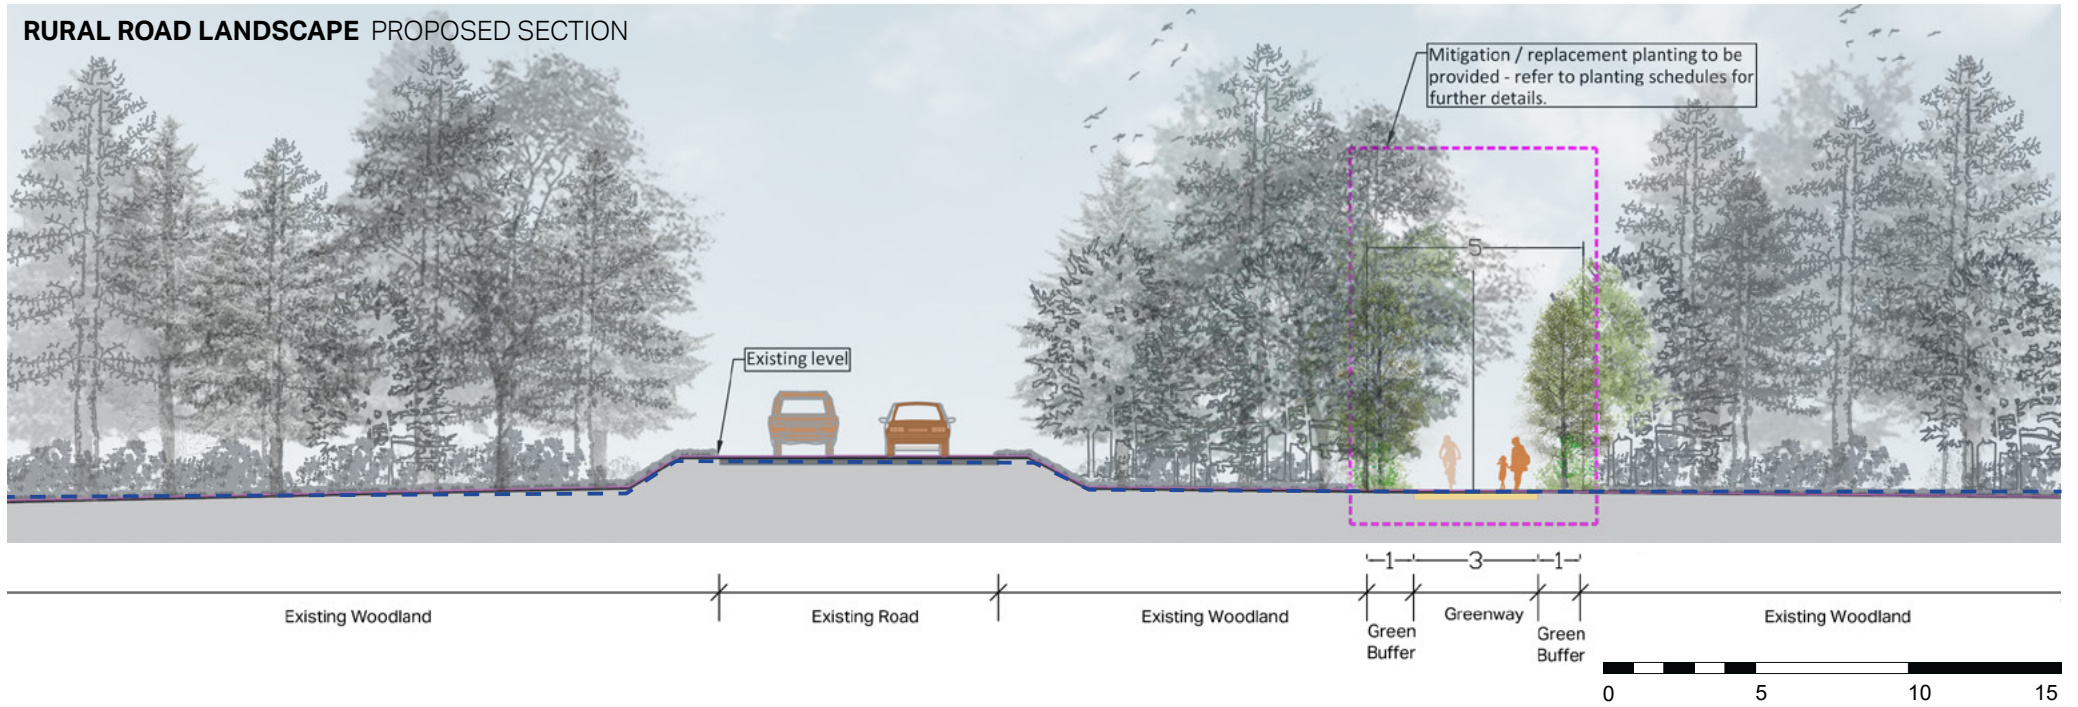 RURAL ROAD LANDSCAPE PROPOSED SECTION
Mitigation / replacement planting to be
provided - refer to planting schedules for
further details.
5
Existing level
1 3 1
Existing Woodland
Existing Road
Existing Woodland
Green
Buffer
Greenway
Green
Buffer
Existing Woodland
0 5 10 15